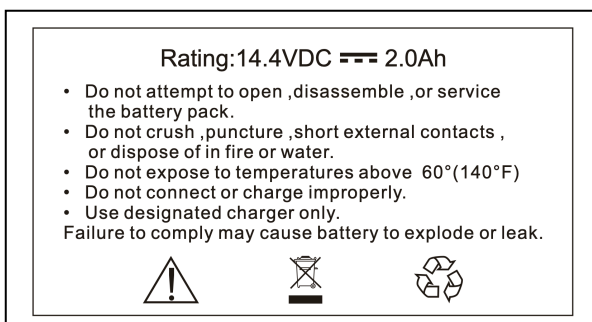 Rating:14.4VDC ⎓ 2.0Ah
• Do not attempt to open ,disassemble ,or service
the battery pack.
• Do not crush ,puncture ,short external contacts ,
or dispose of in fire or water.
• Do not expose to temperatures above 60°(140°F)
• Do not connect or charge improperly.
• Use designated charger only.
Failure to comply may cause battery to explode or leak.